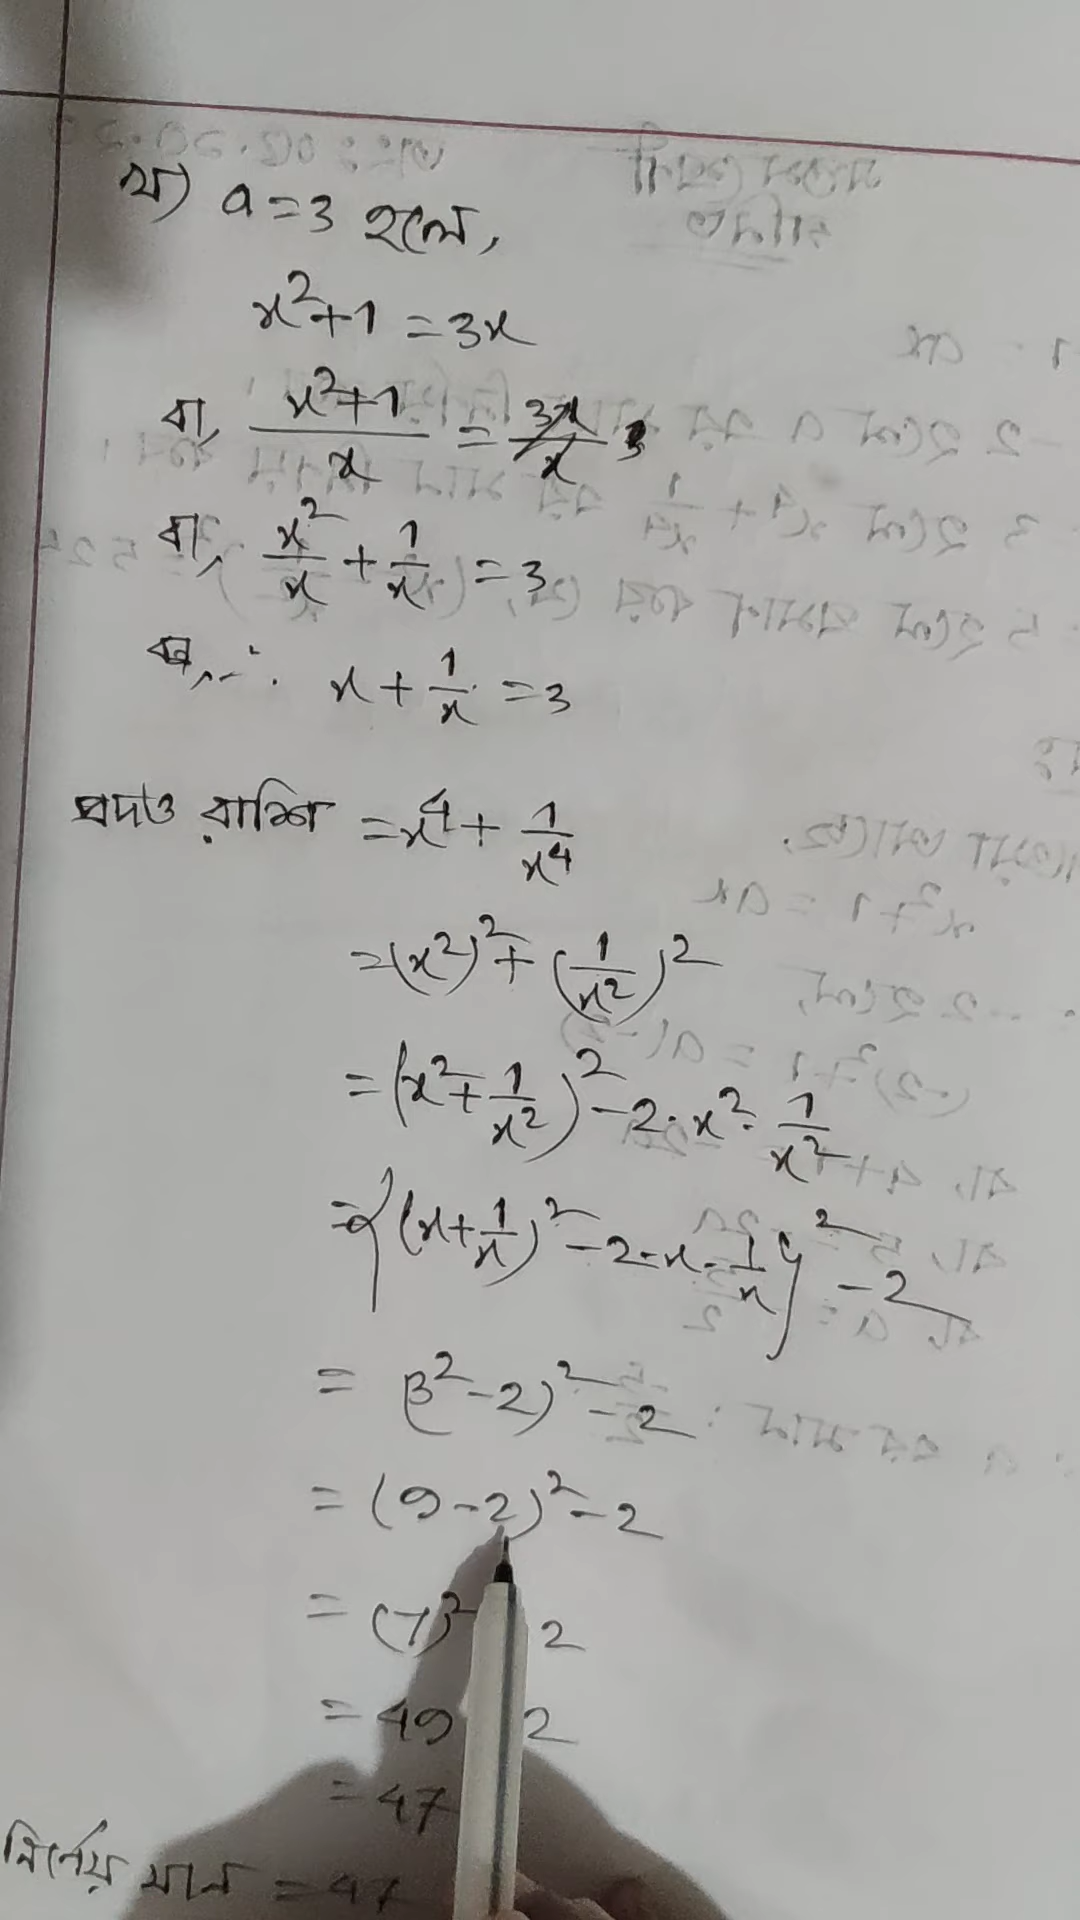 খ) a=3 হলে,
x²+1 = 3x
বা, (x²+1)/x = 3x/x
বা, x²/x + 1/x = 3
∴ x + 1/x = 3
প্রদত্ত রাশি = x⁴ + 1/x⁴
= (x²)² + (1/x²)²
= (x² + 1/x²)² - 2·x²·1/x²
= {(x + 1/x)² - 2·x·1/x}² - 2
= (3² - 2)² - 2
= (9 - 2)² - 2
= (7)² 2
= 49 2
= 47
নির্ণেয় মান = 47